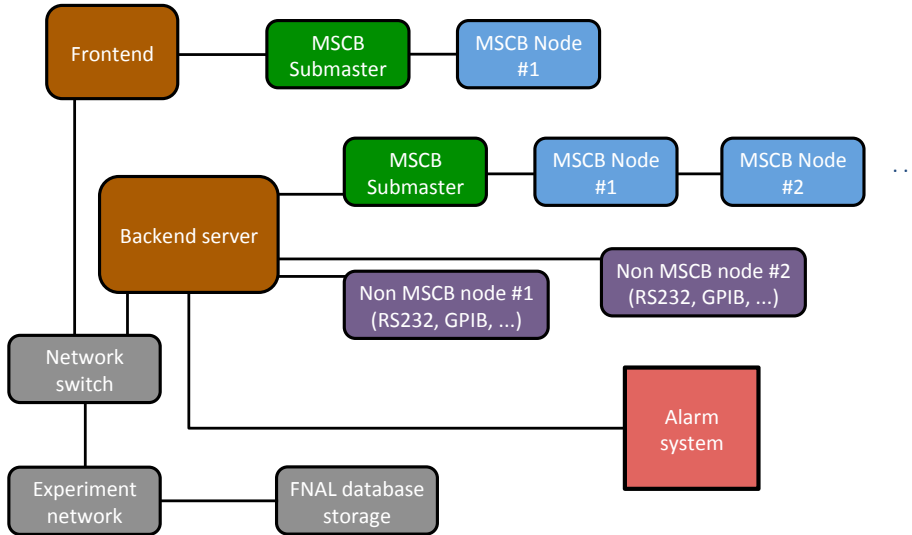 Frontend
MSCB
Submaster
MSCB Node
#1
MSCB
Submaster
MSCB Node
#1
MSCB Node
#2
. .
Backend server
Non MSCB node #2
(RS232, GPIB, ...)
Non MSCB node #1
(RS232, GPIB, ...)
Network
switch
Alarm
system
Experiment
network
FNAL database
storage